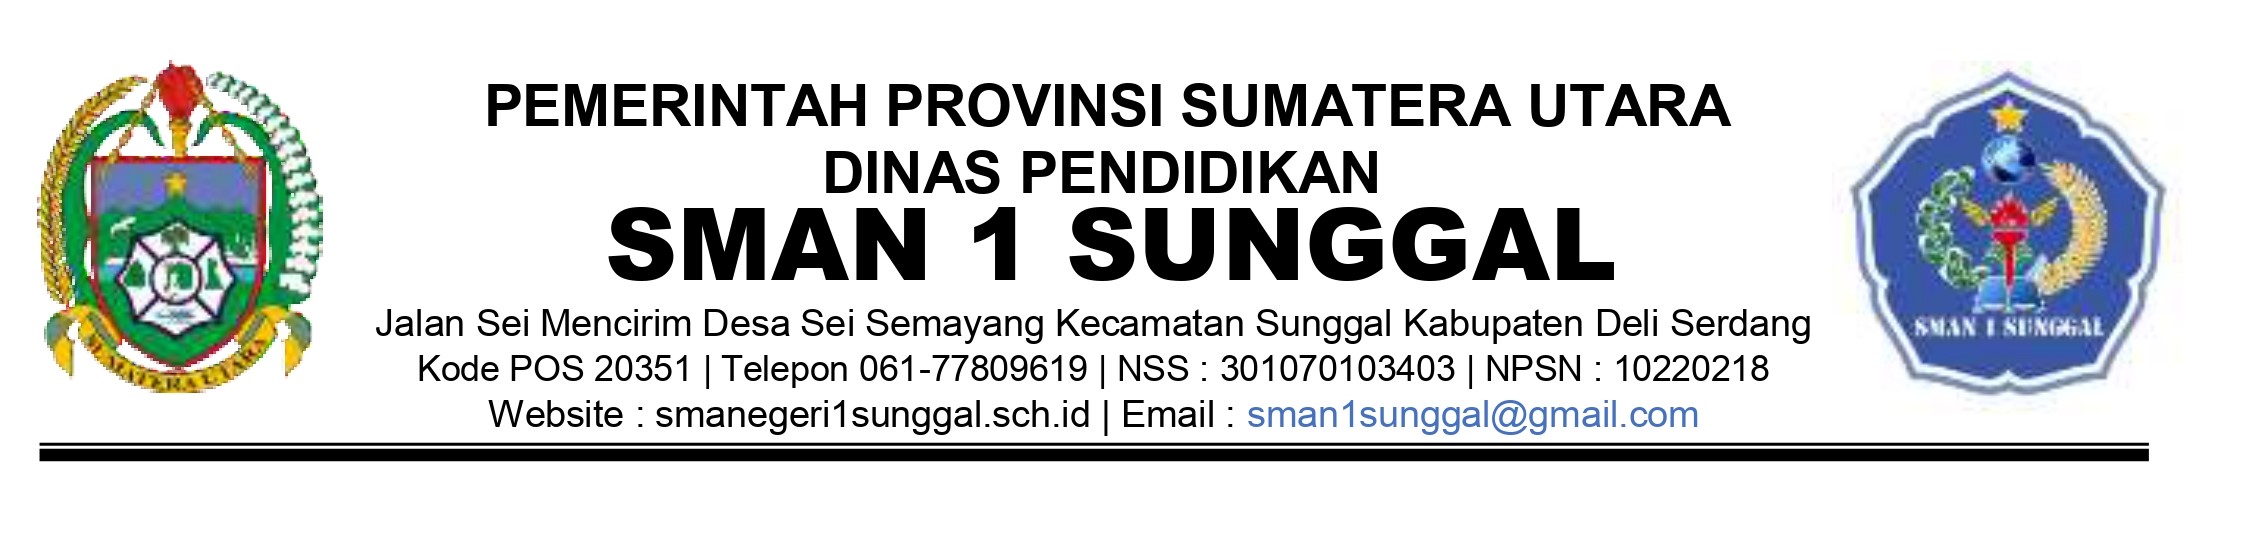 PEMERINTAH PROVINSI SUMATERA UTARA
DINAS PENDIDIKAN
SMAN 1 SUNGGAL
Jalan Sei Mencirim Desa Sei Semayang Kecamatan Sunggal Kabupaten Deli Serdang
Kode POS 20351 | Telepon 061-77809619 | NSS : 301070103403 | NPSN : 10220218
Website : smanegeri1sunggal.sch.id | Email : sman1sunggal@gmail.com
SUMATERA UTARA
SMAN 1 SUNGGAL